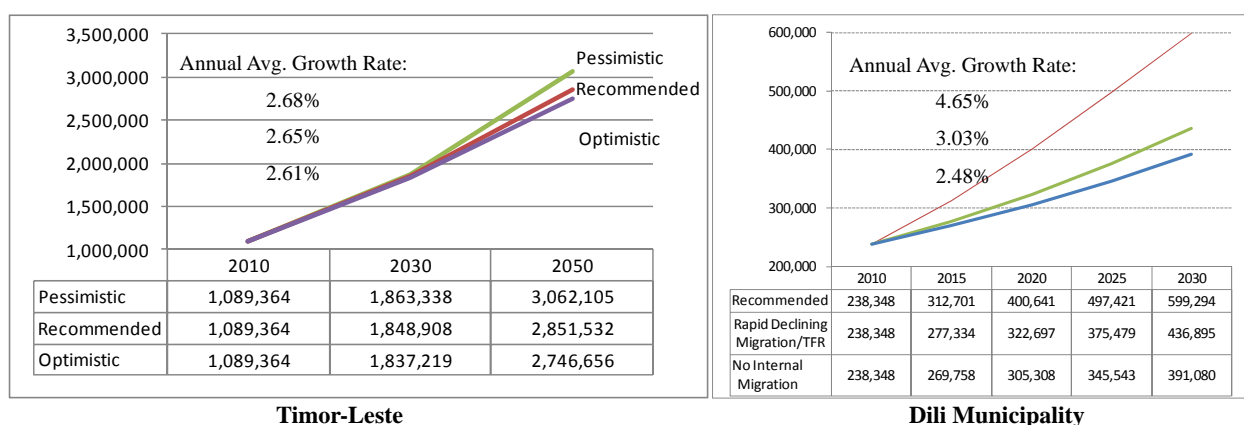 3,500,000
3,000,000
2,500,000
2,000,000
1,500,000
1,000,000
Annual Avg. Growth Rate:
2.68%
2.65%
2.61%
Pessimistic
Recommended
Optimistic
2010 2030 2050
Pessimistic 1,089,364 1,863,338 3,062,105
Recommended 1,089,364 1,848,908 2,851,532
Optimistic 1,089,364 1,837,219 2,746,656
Timor-Leste
600,000
500,000
400,000
300,000
200,000
Annual Avg. Growth Rate:
4.65%
3.03%
2.48%
2010 2015 2020 2025 2030
Recommended 238,348 312,701 400,641 497,421 599,294
Rapid Declining
Migration/TFR 238,348 277,334 322,697 375,479 436,895
No Internal
Migration 238,348 269,758 305,308 345,543 391,080
Dili Municipality